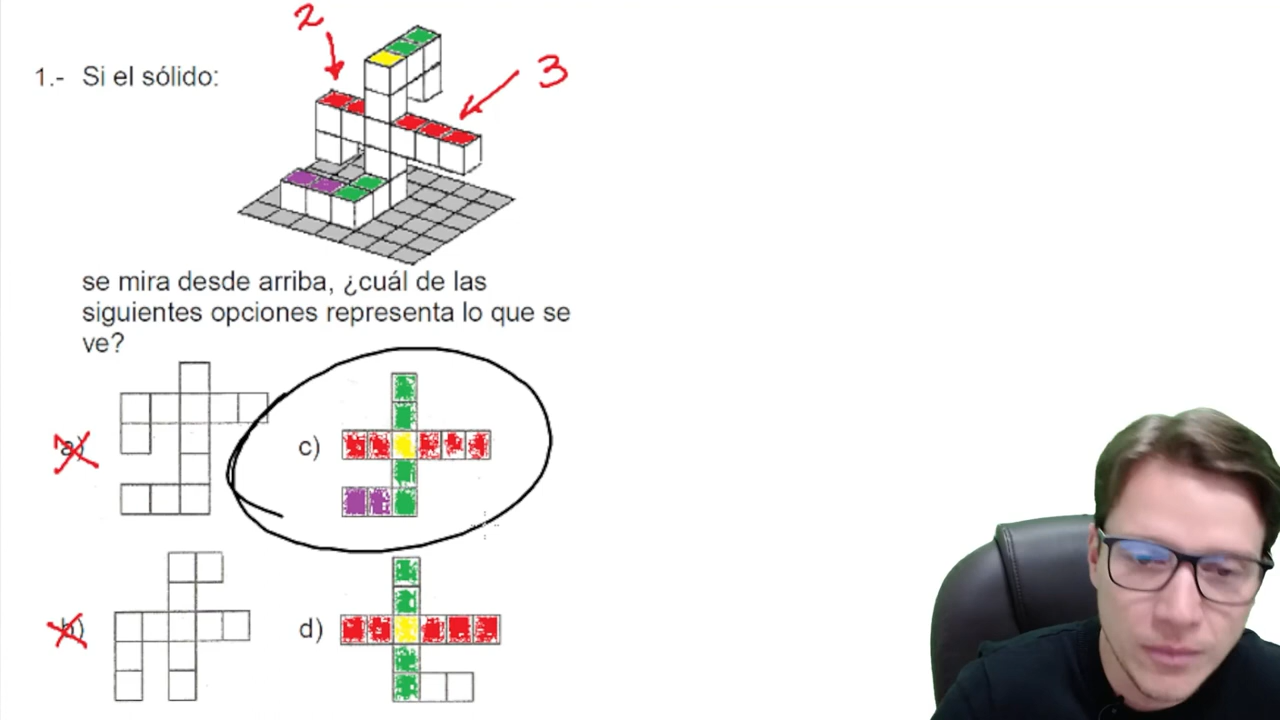 2
3
1.- Si el sólido:
se mira desde arriba, ¿cuál de las
siguientes opciones representa lo que se
ve?
a)
c)
b)
d)